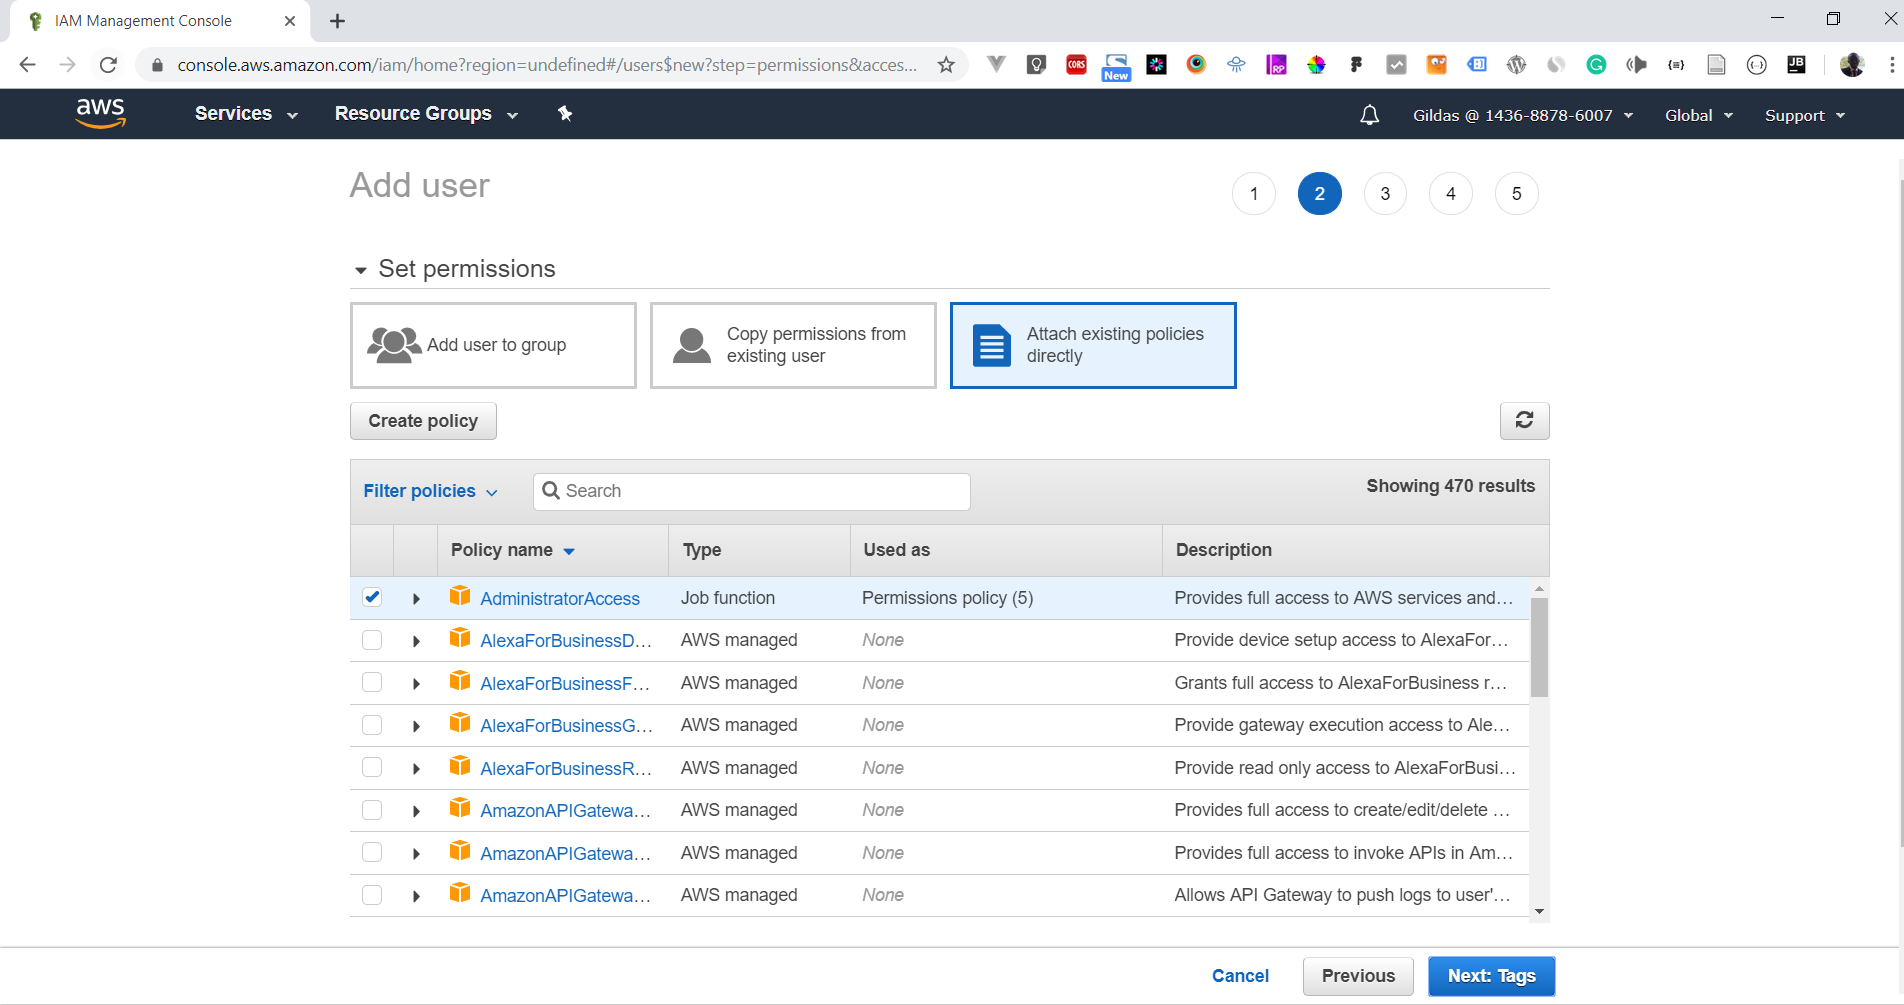 IAM Management Console
console.aws.amazon.com/iam/home?region=undefined#/users$new?step=permissions&acces...
CORS
New
RP
JB
aws
Services
Resource Groups
Gildas @ 1436-8878-6007
Global
Support
Add user
1
2
3
4
5
Set permissions
Add user to group
Copy permissions from
existing user
Attach existing policies
directly
Create policy
Filter policies
Search
Showing 470 results
Policy name
Type
Used as
Description
AdministratorAccess Job function Permissions policy (5) Provides full access to AWS services and…
AlexaForBusinessD… AWS managed None Provide device setup access to AlexaFor…
AlexaForBusinessF… AWS managed None Grants full access to AlexaForBusiness r…
AlexaForBusinessG… AWS managed None Provide gateway execution access to Ale…
AlexaForBusinessR… AWS managed None Provide read only access to AlexaForBusi…
AmazonAPIGatewa… AWS managed None Provides full access to create/edit/delete …
AmazonAPIGatewa… AWS managed None Provides full access to invoke APIs in Am…
AmazonAPIGatewa… AWS managed None Allows API Gateway to push logs to user'…
Cancel
Previous
Next: Tags